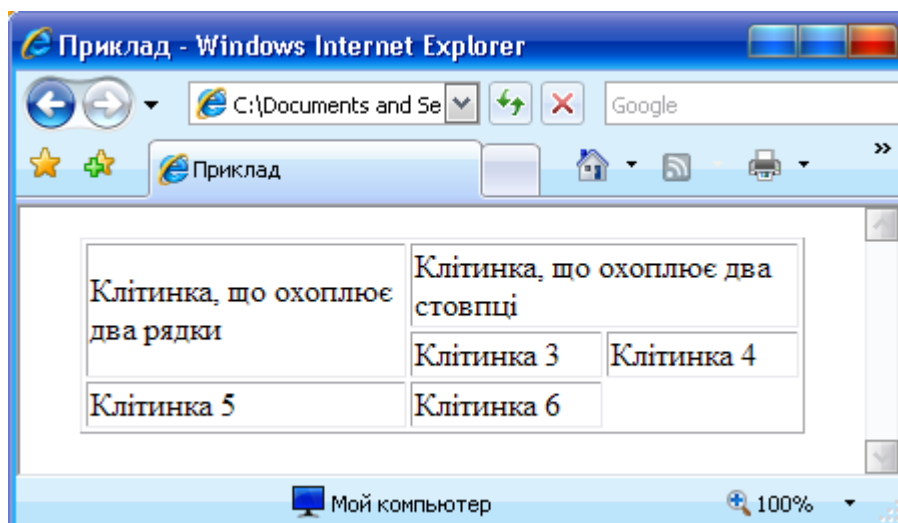 Приклад - Windows Internet Explorer
C:\Documents and Se
Google
Приклад
»
Клітинка, що охоплює
два рядки
Клітинка, що охоплює два
стовпці
Клітинка 3
Клітинка 4
Клітинка 5
Клітинка 6
Мой компьютер
100%